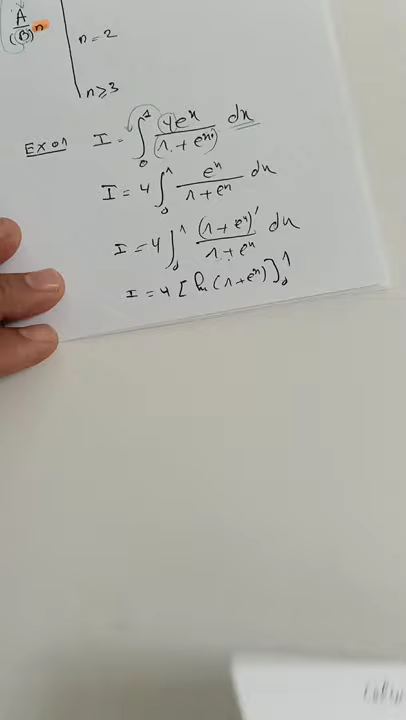 A
(B)n
n = 2
n ≥ 3
EX 01 I = ∫₀¹ 4eˣ/(1 + eˣ) dx
I = 4 ∫₀¹ eˣ/(1 + eˣ) dx
I = 4 ∫₀¹ (1 + eˣ)'/(1 + eˣ) dx
I = 4 [ln(1 + eˣ)]₀¹